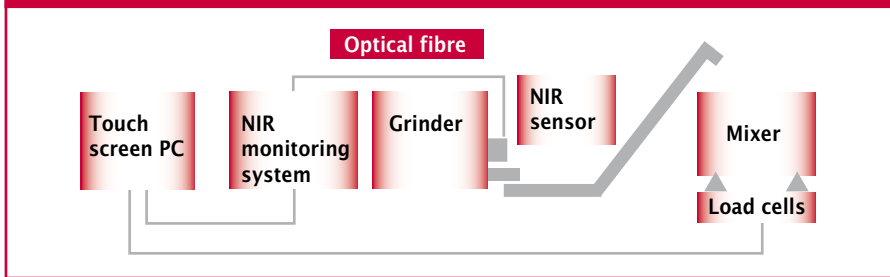 Optical fibre
Touch
screen PC
NIR
monitoring
system
Grinder
NIR
sensor
Mixer
Load cells